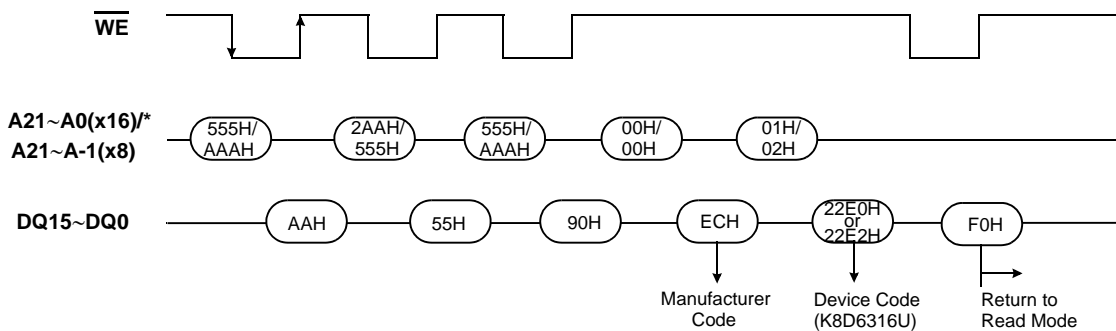 WE
A21~A0(x16)/*
A21~A-1(x8)
555H/
AAAH
2AAH/
555H
555H/
AAAH
00H/
00H
01H/
02H
DQ15~DQ0
AAH
55H
90H
ECH
22E0H
or
22E2H
F0H
Manufacturer
Code
Device Code
(K8D6316U)
Return to
Read Mode